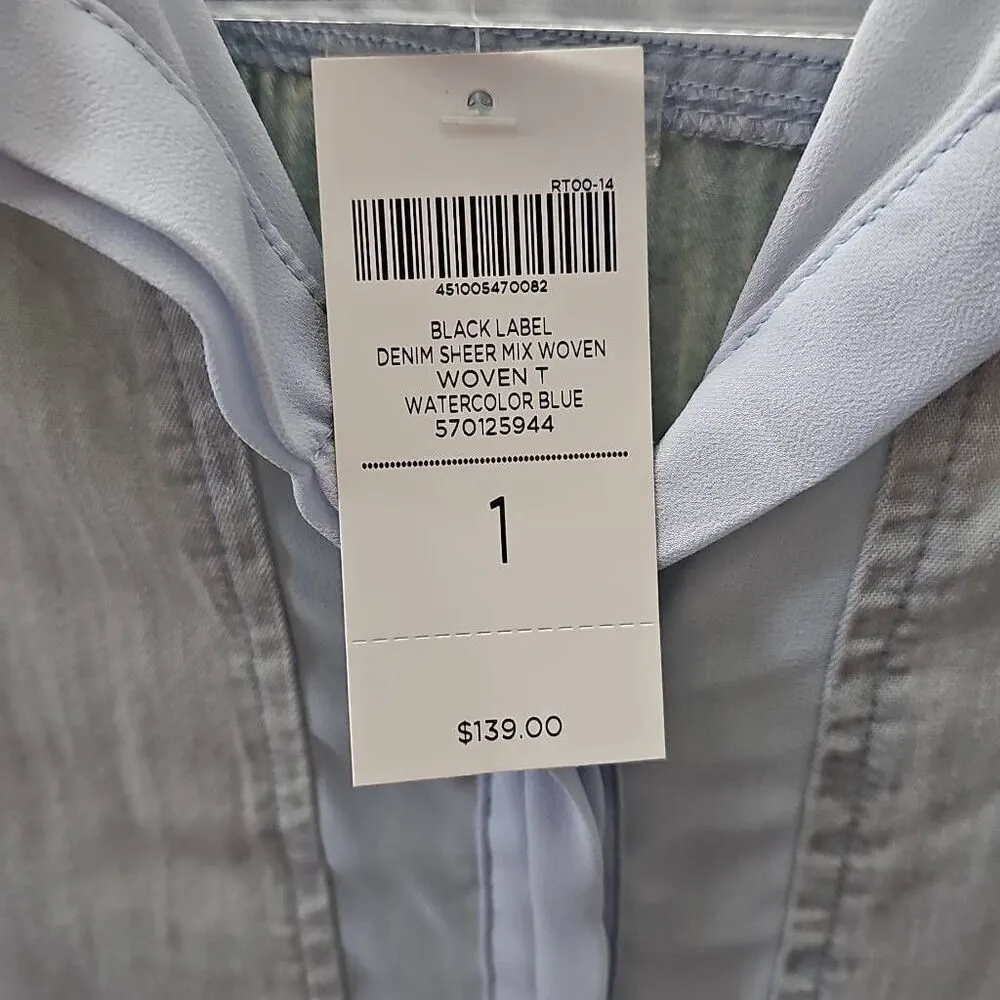 RT00-14
451005470082
BLACK LABEL
DENIM SHEER MIX WOVEN
WOVEN T
WATERCOLOR BLUE
570125944
1
$139.00